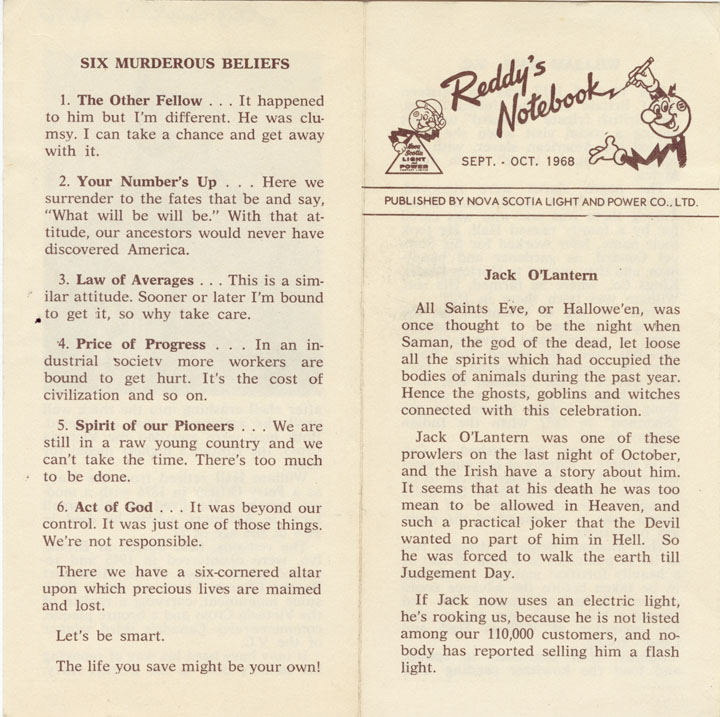 SIX MURDEROUS BELIEFS
1. The Other Fellow . . . It happened
to him but I'm different. He was clu-
msy. I can take a chance and get away
with it.
2. Your Number's Up . . . Here we
surrender to the fates that be and say,
"What will be will be." With that at-
titude, our ancestors would never have
discovered America.
3. Law of Averages . . . This is a sim-
ilar attitude. Sooner or later I'm bound
to get it, so why take care.
4. Price of Progress . . . In an in-
dustrial society more workers are
bound to get hurt. It's the cost of
civilization and so on.
5. Spirit of our Pioneers . . . We are
still in a raw young country and we
can't take the time. There's too much
to be done.
6. Act of God . . . It was beyond our
control. It was just one of those things.
We're not responsible.
There we have a six-cornered altar
upon which precious lives are maimed
and lost.
Let's be smart.
The life you save might be your own!
Reddy's
Notebook
Nova
Scotia
LIGHT
and
POWER
SEPT. - OCT. 1968
PUBLISHED BY NOVA SCOTIA LIGHT AND POWER CO., LTD.
Jack O'Lantern
All Saints Eve, or Hallowe'en, was
once thought to be the night when
Saman, the god of the dead, let loose
all the spirits which had occupied the
bodies of animals during the past year.
Hence the ghosts, goblins and witches
connected with this celebration.
Jack O'Lantern was one of these
prowlers on the last night of October,
and the Irish have a story about him.
It seems that at his death he was too
mean to be allowed in Heaven, and
such a practical joker that the Devil
wanted no part of him in Hell. So
he was forced to walk the earth till
Judgement Day.
If Jack now uses an electric light,
he's rooking us, because he is not listed
among our 110,000 customers, and no-
body has reported selling him a flash
light.